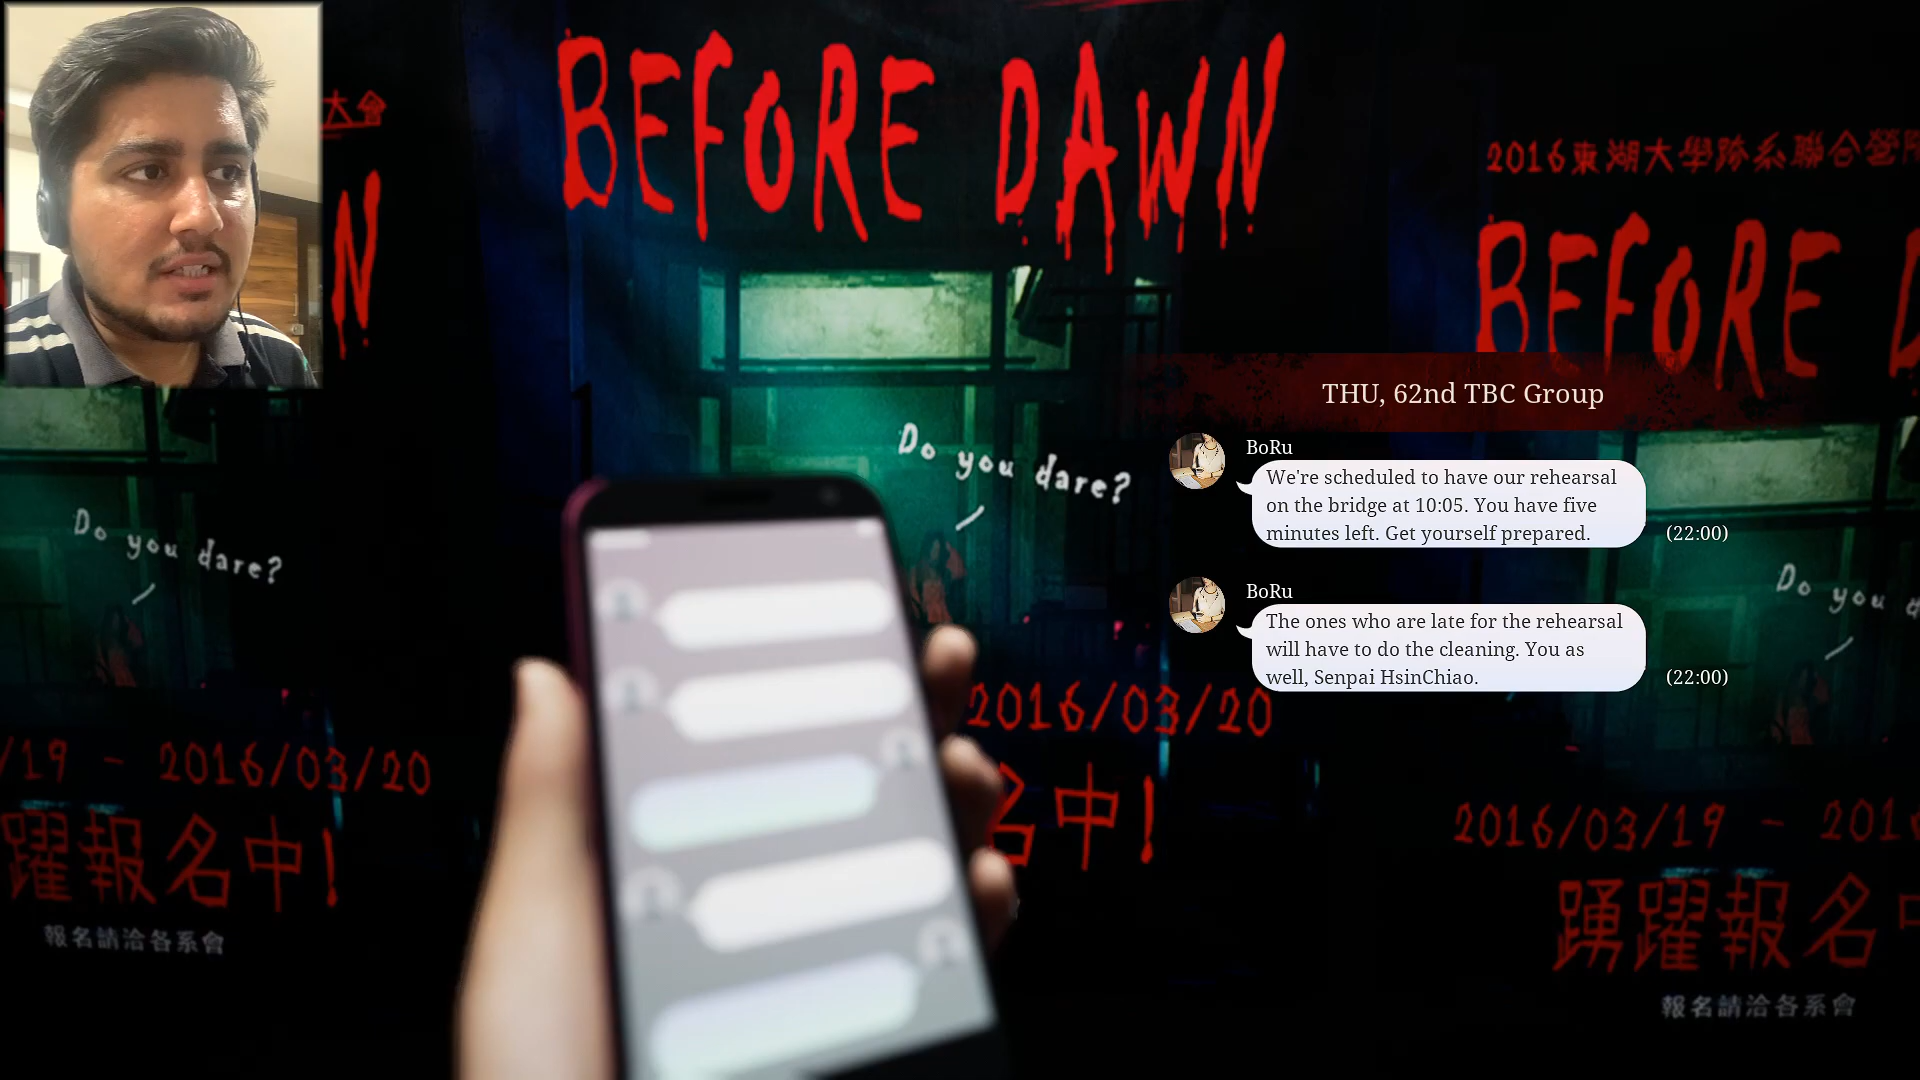 大會
BEFORE DAWN
2016東湖大學跨系聯合營
N
BEFORE D
Do you dare?
THU, 62nd TBC Group
BoRu
We're scheduled to have our rehearsal
on the bridge at 10:05. You have five
minutes left. Get yourself prepared.
(22:00)
Do you dare?
Do you d
BoRu
The ones who are late for the rehearsal
will have to do the cleaning. You as
well, Senpai HsinChiao.
(22:00)
2016/03/20
/19 - 2016/03/20
名中!
2016/03/19 - 201
躍報名中!
踴躍報名
報名請洽各系會
報名請洽各系會